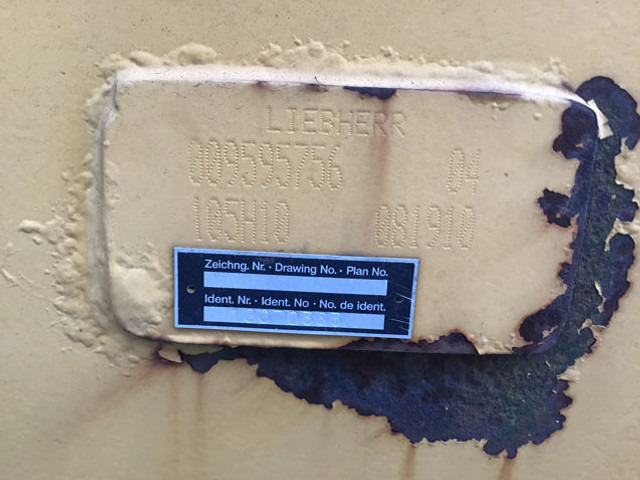 LIEBHERR
009595756 04
105H10 081910
Zeichng. Nr. · Drawing No. · Plan No.
Ident. Nr. · Ident. No · No. de ident.